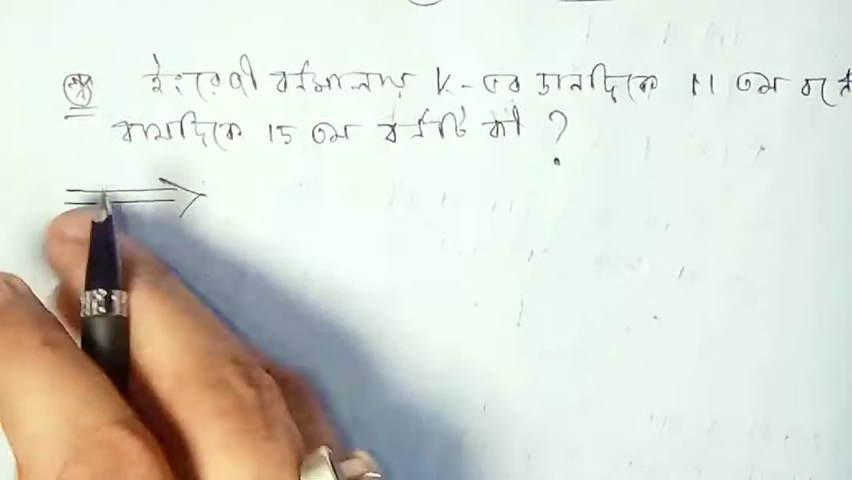 ইংরেজী বর্ণমালায় K-এর ডানদিকে 11 তম বর্ণের
বামদিকে 15 তম বর্ণটি কী ?